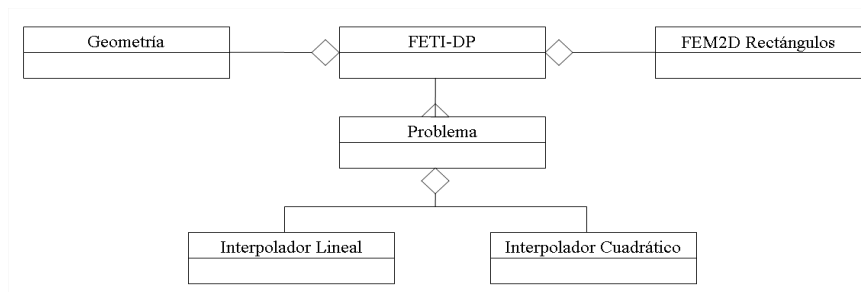 Geometría
FETI-DP
FEM2D Rectángulos
Problema
Interpolador Lineal
Interpolador Cuadrático